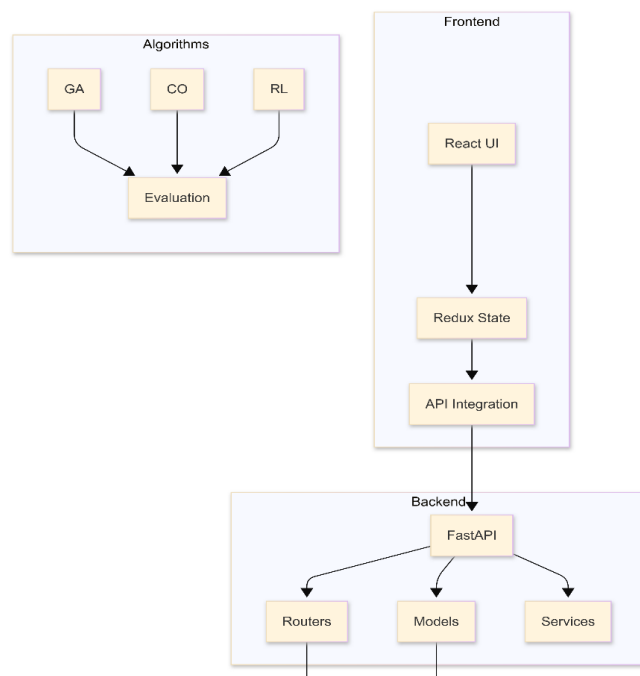 Algorithms
GA
CO
RL
Evaluation
Frontend
React UI
Redux State
API Integration
Backend
FastAPI
Routers
Models
Services